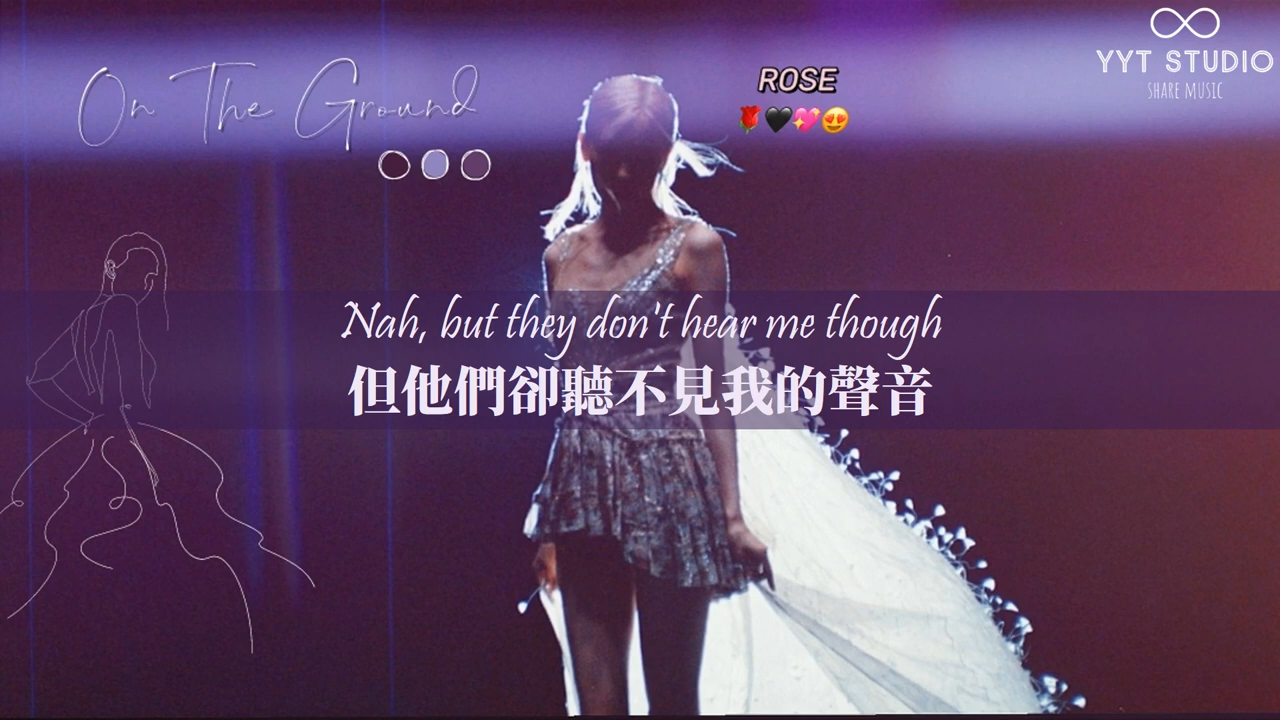 On The Ground
ROSE
YYT STUDIO
SHARE MUSIC
Nah, but they don't hear me though
但他們卻聽不見我的聲音